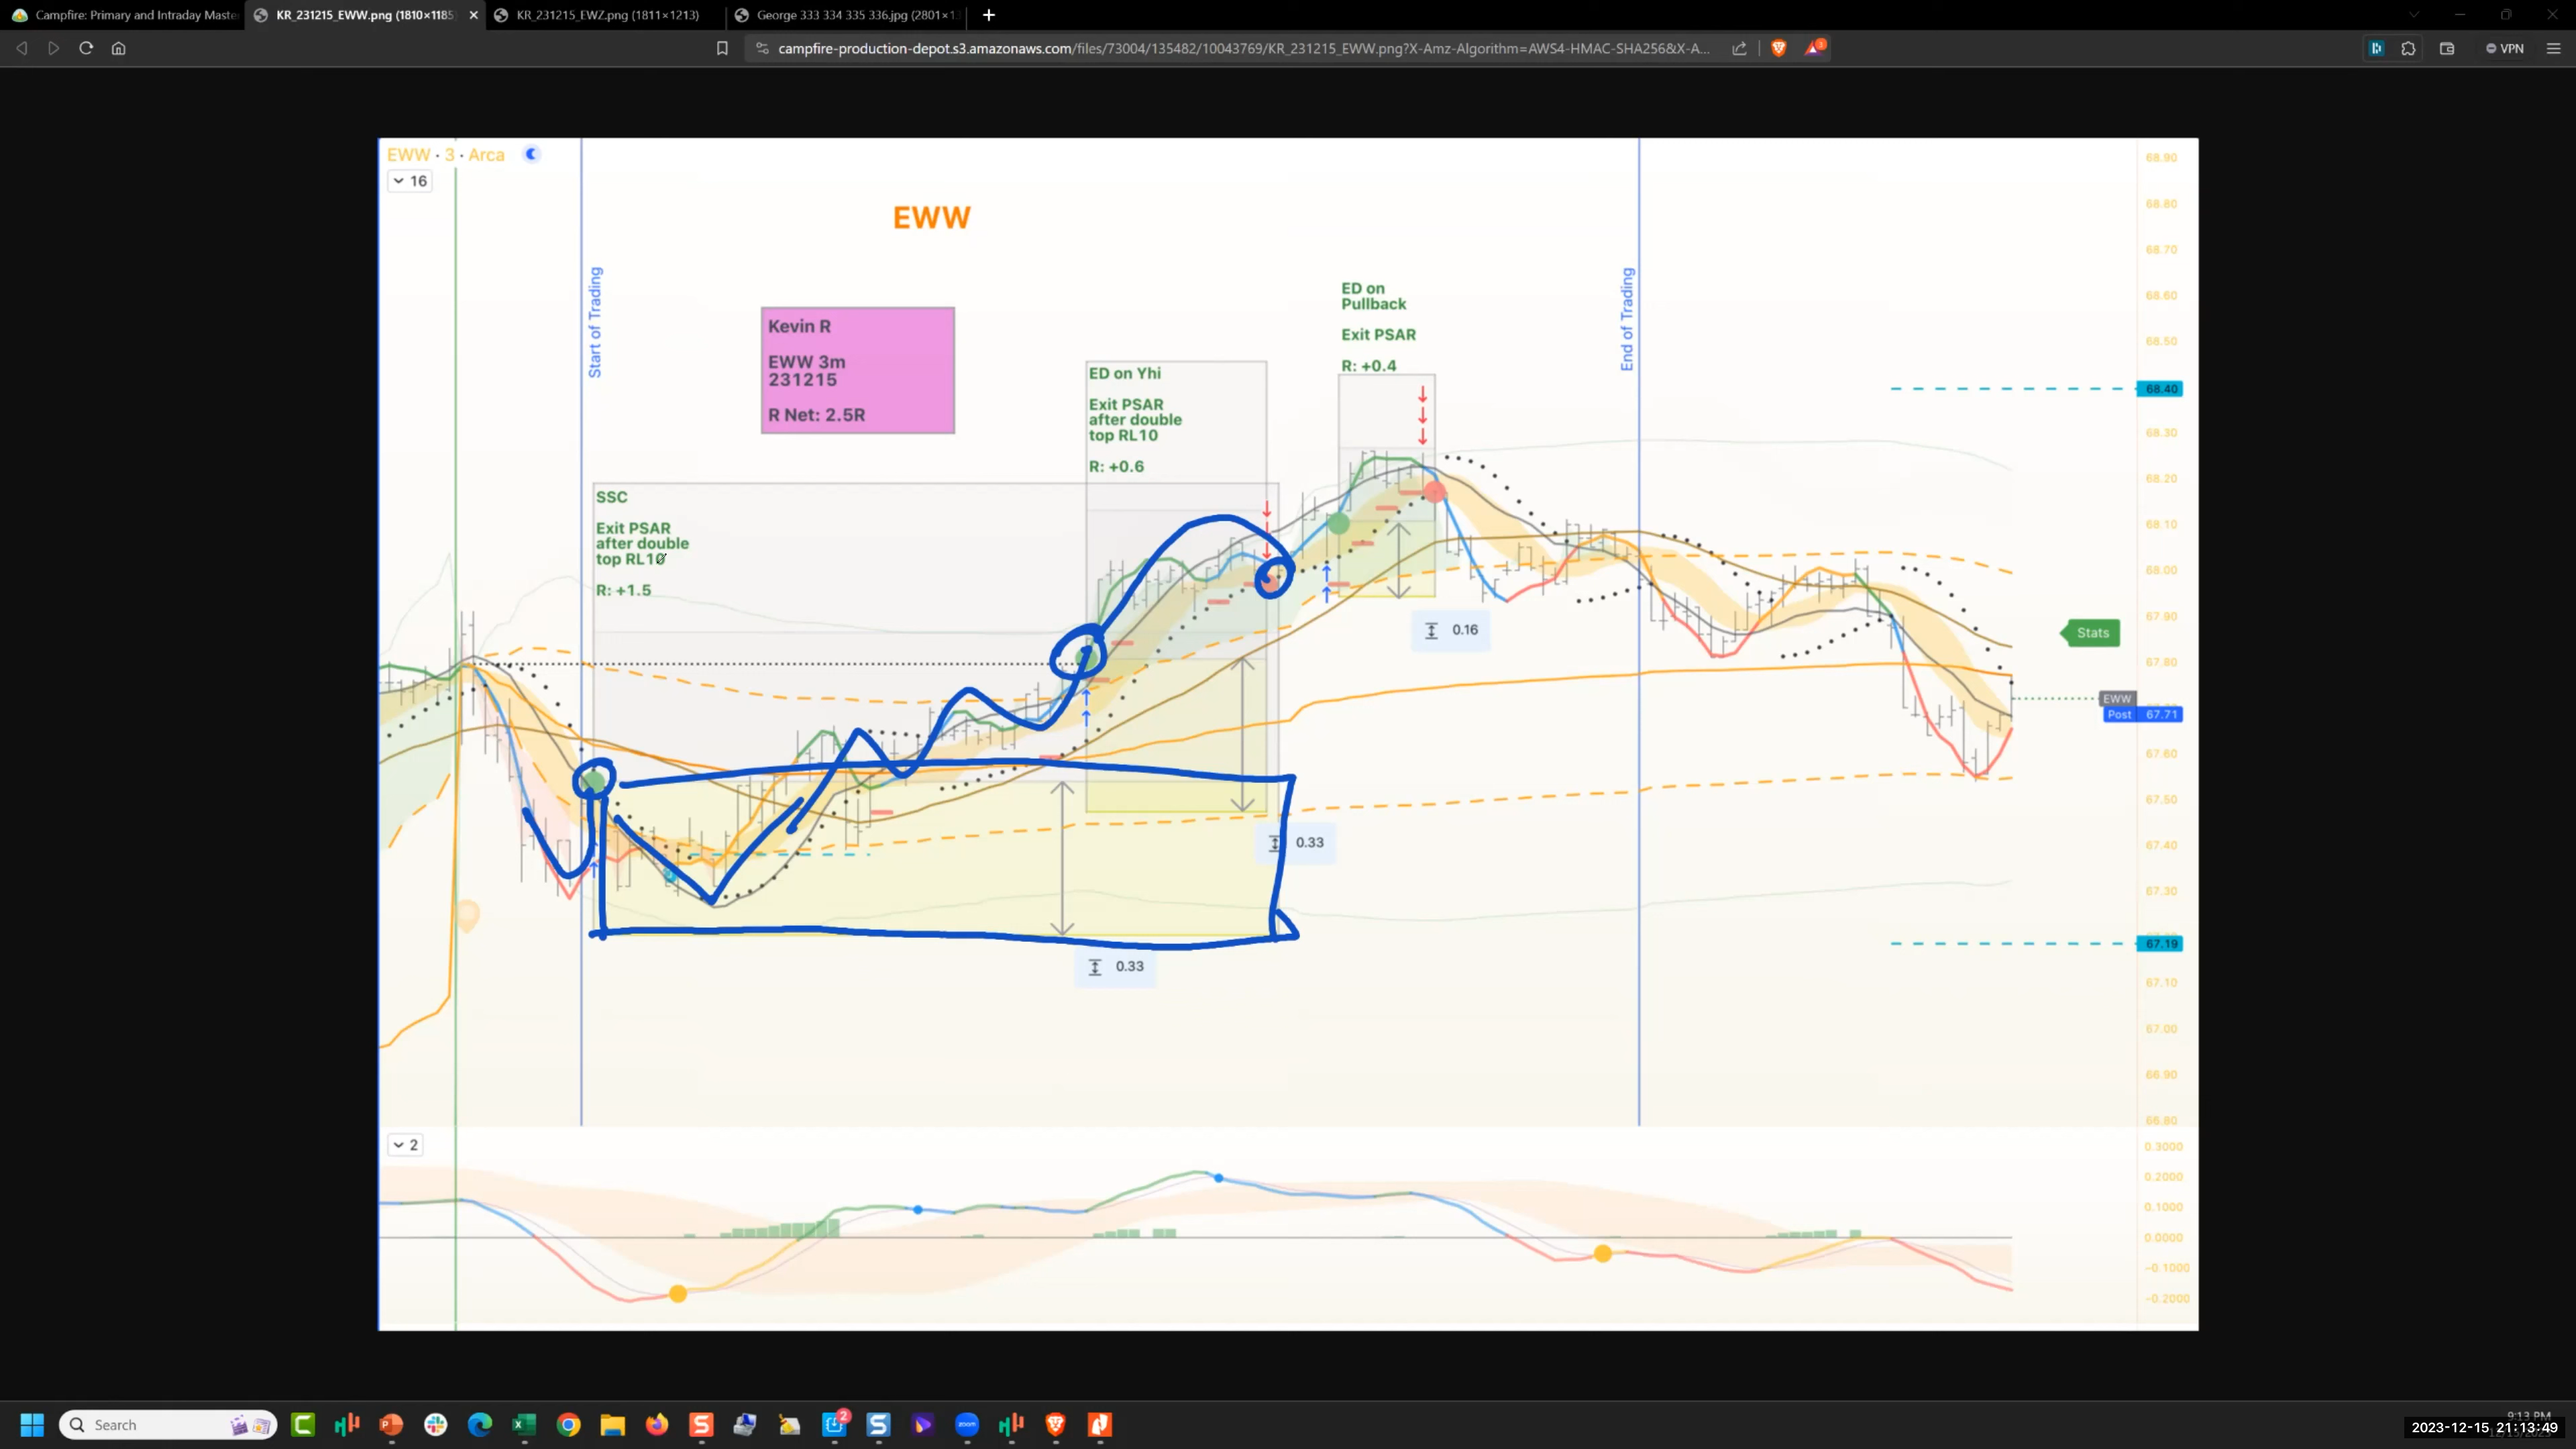 Campfire: Primary and Intraday Maste
KR_231215_EWW.png (1810×1185
KR_231215_EWZ.png (1811×1213)
George 333 334 335 336.jpg (2801×1
campfire-production-depot.s3.amazonaws.com/files/73004/135482/10043769/KR_231215_EWW.png?X-Amz-Algorithm=AWS4-HMAC-SHA256&X-A...
VPN
EWW · 3 · Arca
16
EWW
Start of Trading
End of Trading
Kevin R
EWW 3m
231215
R Net: 2.5R
SSC
Exit PSAR
after double
top RL10
R: +1.5
ED on Yhi
Exit PSAR
after double
top RL10
R: +0.6
ED on
Pullback
Exit PSAR
R: +0.4
0.16
0.33
0.33
Stats
EWW
Post 67.71
68.90
68.80
68.70
68.60
68.50
68.40
68.30
68.20
68.10
68.00
67.90
67.80
67.60
67.50
67.40
67.30
67.19
67.10
67.00
66.90
66.80
2
0.3000
0.2000
0.1000
0.0000
-0.1000
-0.2000
Search
2
zoom
9:13 PM
2023-12-15 21:13:49